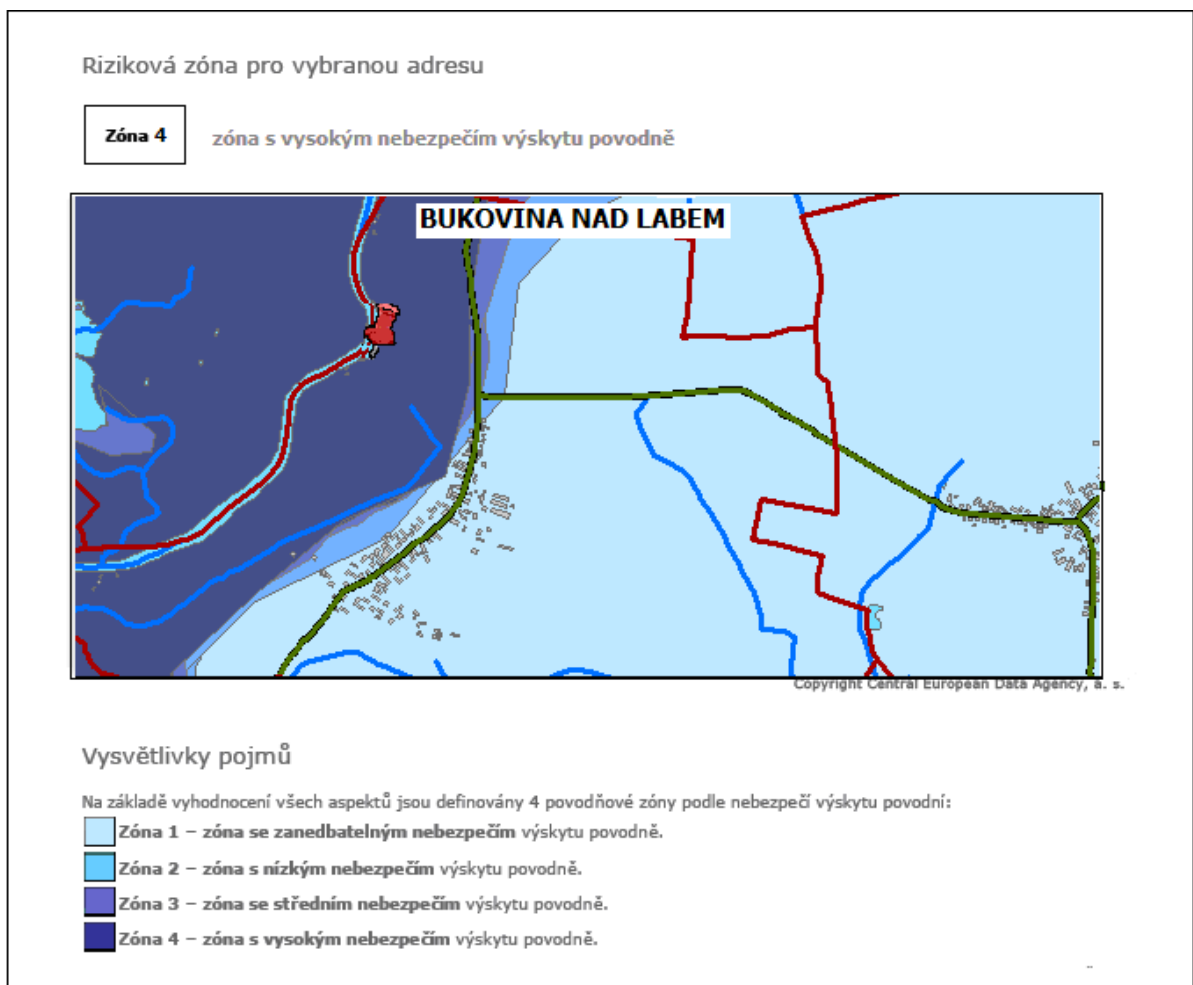 Riziková zóna pro vybranou adresu
Zóna 4 zóna s vysokým nebezpečím výskytu povodně
BUKOVINA NAD LABEM
Copyright Central European Data Agency, a. s.
Vysvětlivky pojmů
Na základě vyhodnocení všech aspektů jsou definovány 4 povodňové zóny podle nebezpečí výskytu povodní:
Zóna 1 – zóna se zanedbatelným nebezpečím výskytu povodně.
Zóna 2 – zóna s nízkým nebezpečím výskytu povodně.
Zóna 3 – zóna se středním nebezpečím výskytu povodně.
Zóna 4 – zóna s vysokým nebezpečím výskytu povodně.